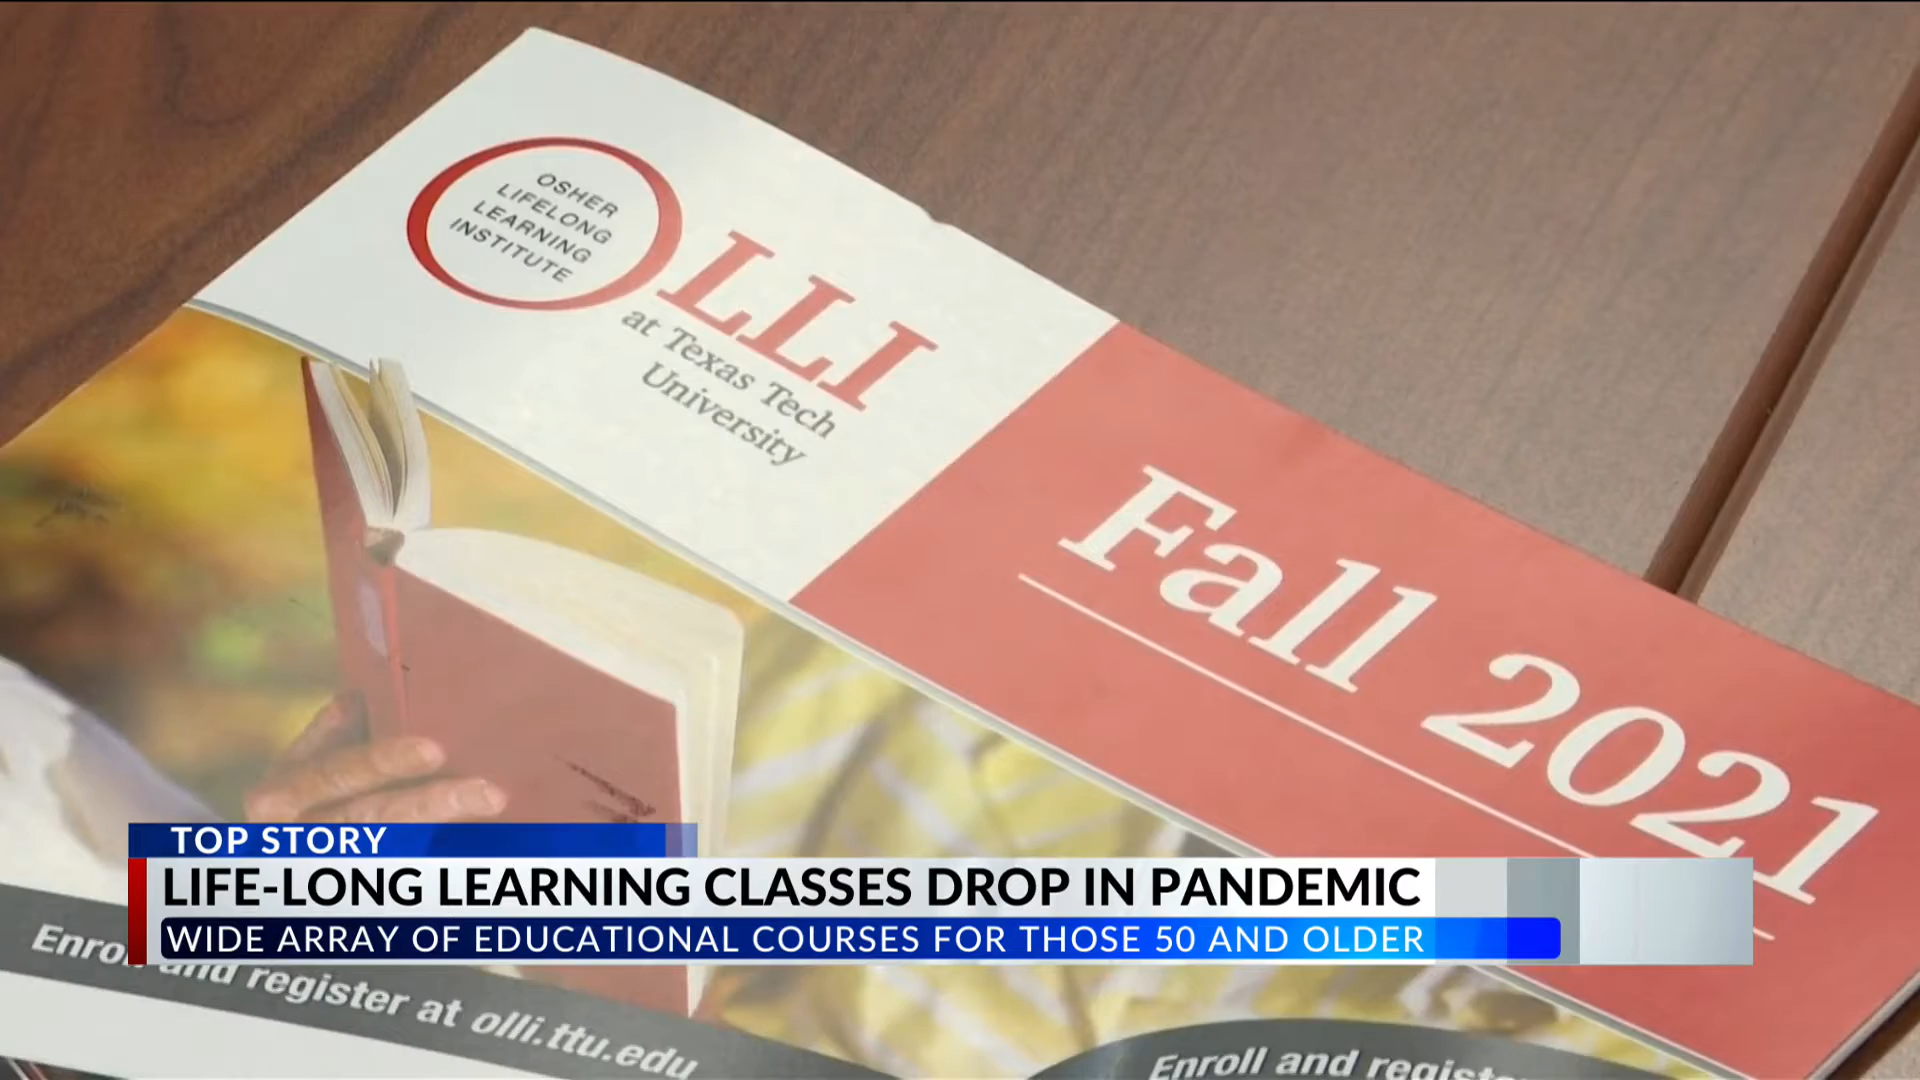 OSHER
LIFELONG
LEARNING
INSTITUTE
OLLI
at Texas Tech
University
Fall 2021
TOP STORY
LIFE-LONG LEARNING CLASSES DROP IN PANDEMIC
WIDE ARRAY OF EDUCATIONAL COURSES FOR THOSE 50 AND OLDER
Enroll and register at olli.ttu.edu
Enroll and regist